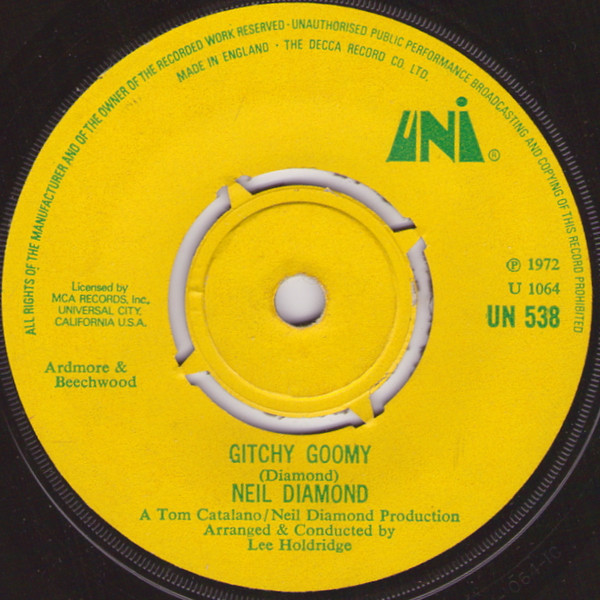 ALL RIGHTS OF THE MANUFACTURER AND OF THE OWNER OF THE RECORDED WORK RESERVED · UNAUTHORISED PUBLIC PERFORMANCE BROADCASTING AND COPYING OF THIS RECORD PROHIBITED
MADE IN ENGLAND · THE DECCA RECORD CO. LTD.
UNI®
℗ 1972
U 1064
UN 538
Licensed by
MCA RECORDS, Inc.,
UNIVERSAL CITY,
CALIFORNIA U.S.A.
Ardmore &
Beechwood
GITCHY GOOMY
(Diamond)
NEIL DIAMOND
A Tom Catalano/Neil Diamond Production
Arranged & Conducted by
Lee Holdridge